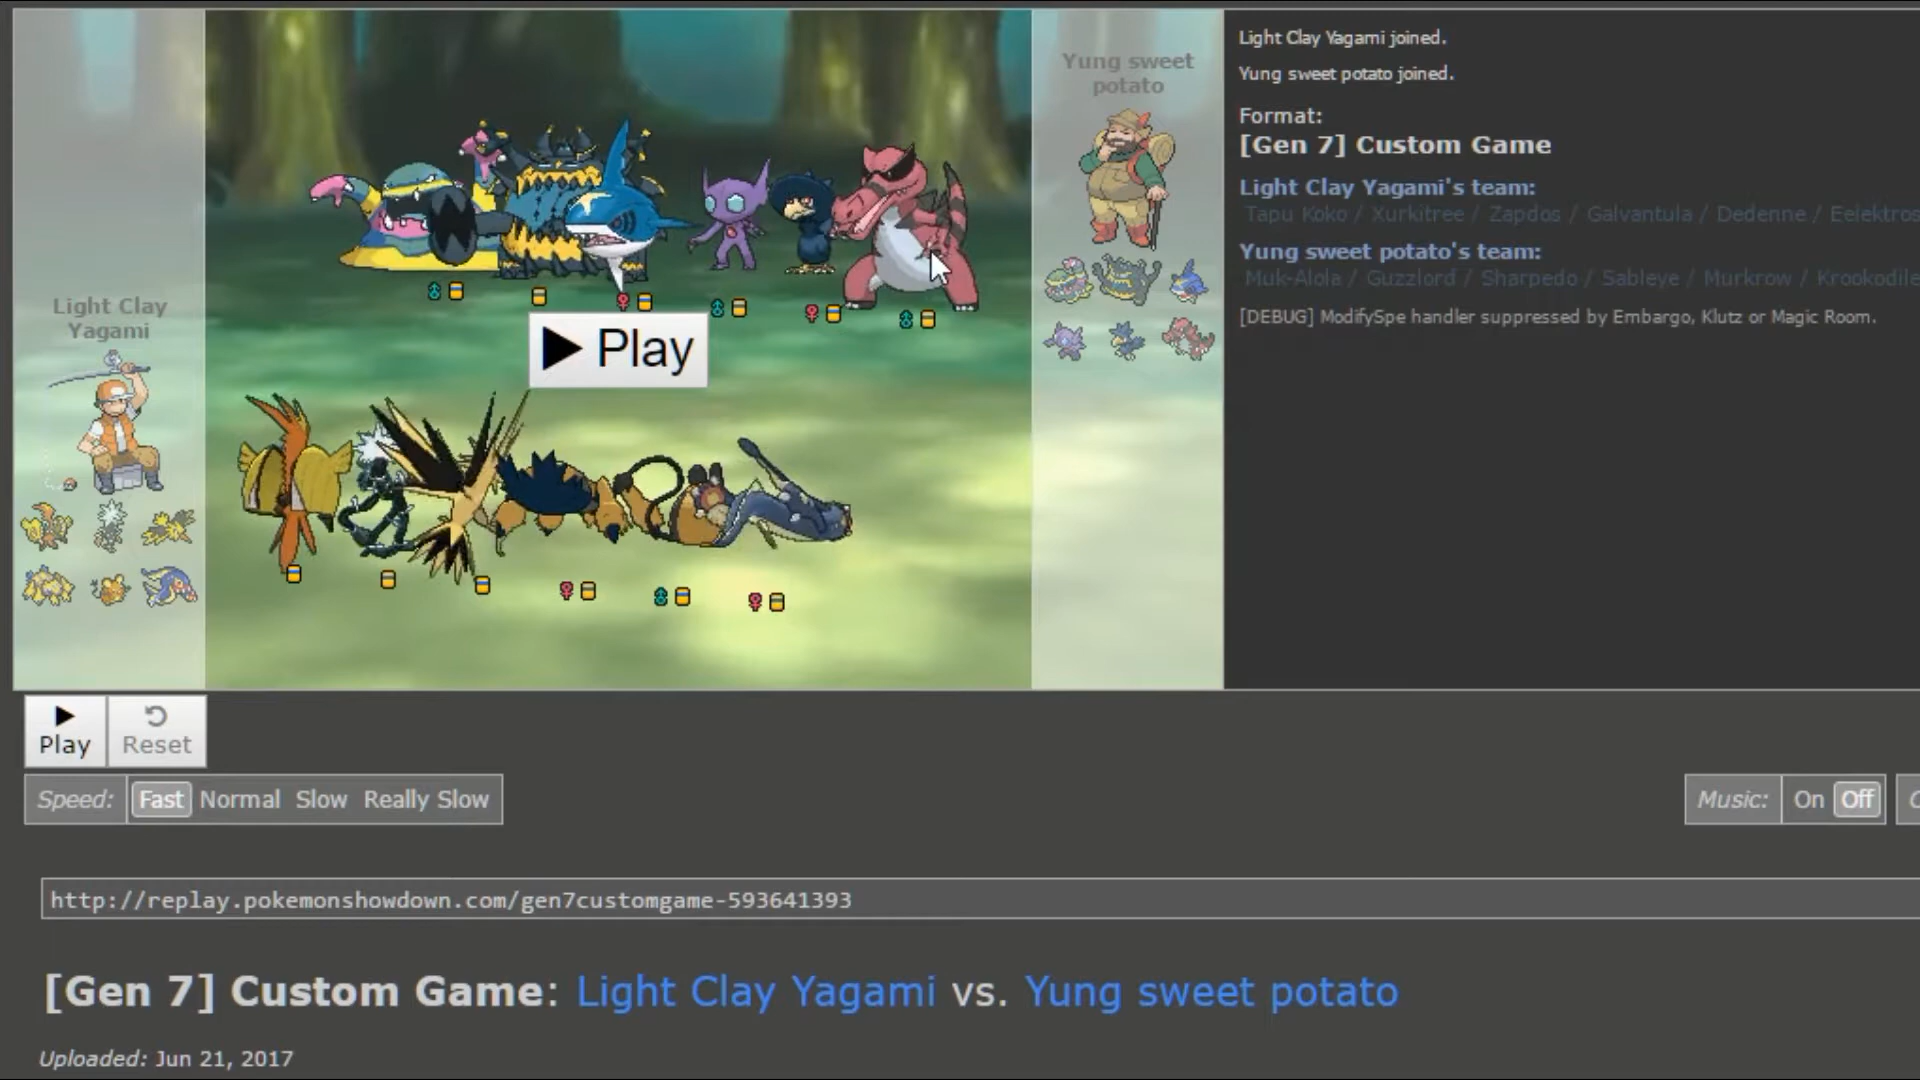 Light Clay Yagami joined.
Yung sweet potato joined.
Format:
[Gen 7] Custom Game
Light Clay Yagami's team:
Tapu Koko / Xurkitree / Zapdos / Galvantula / Dedenne / Eelektros
Yung sweet potato's team:
Muk-Alola / Guzzlord / Sharpedo / Sableye / Murkrow / Krookodile
[DEBUG] ModifySpe handler suppressed by Embargo, Klutz or Magic Room.
Yung sweet
potato
Light Clay
Yagami
Play
Play
Reset
Speed: Fast Normal Slow Really Slow
Music: On Off
http://replay.pokemonshowdown.com/gen7customgame-593641393
[Gen 7] Custom Game: Light Clay Yagami vs. Yung sweet potato
Uploaded: Jun 21, 2017